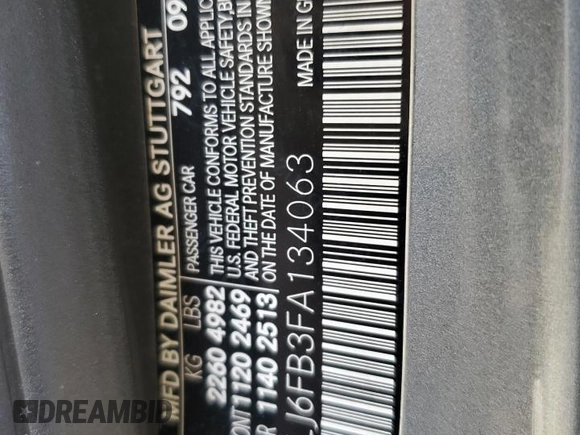 MFD BY DAIMLER AG STUTTGART
792 09
PASSENGER CAR
KG LBS
2260 4982
1120 2469
1140 2513
THIS VEHICLE CONFORMS TO ALL
U.S. FEDERAL MOTOR VEHICLE SAFETY,
AND THEFT PREVENTION STANDARDS IN
ON THE DATE OF MANUFACTURE SHOWN
MADE IN
J6FB3FA134063
DREAMBID